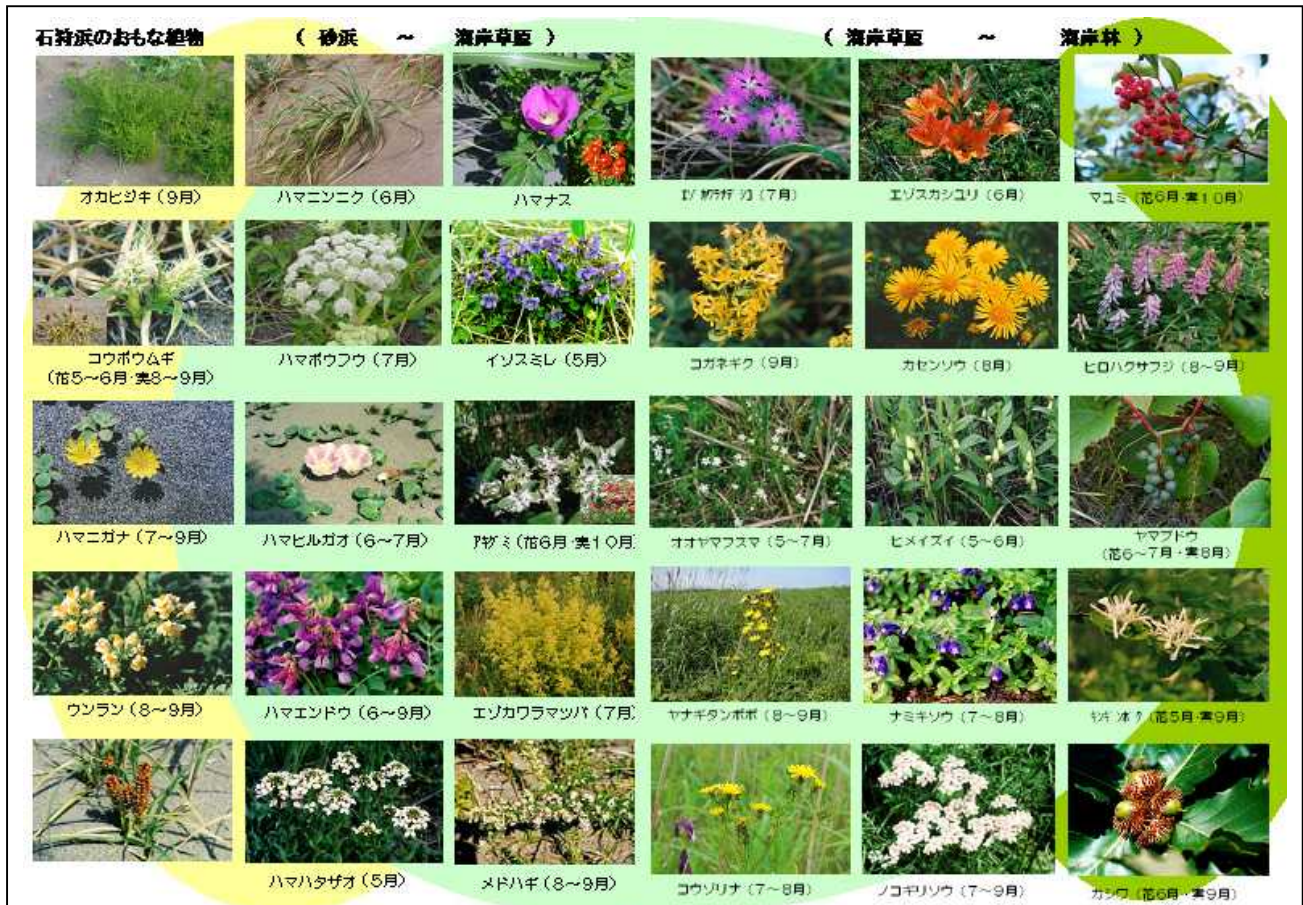 石狩浜のおもな植物 （ 砂浜 ～ 海岸草原 ） （ 海岸草原 ～ 海岸林 ）
オカヒジキ（9月）
ハマニンニク（6月）
ハマナス
エゾカワラナデシコ（7月）
エゾスカシユリ（6月）
マユミ（花6月・実10月）
コウボウムギ
（花5～6月・実8～9月）
ハマボウフウ（7月）
イソスミレ（5月）
コガネギク（9月）
カセンソウ（8月）
ヒロハクサフジ（8～9月）
ハマニガナ（7～9月）
ハマヒルガオ（6～7月）
アキグミ（花6月・実10月
オオヤマフスマ（5～7月）
ヒメイズイ（5～6月）
ヤマブドウ
（花6～7月・実8月）
ウンラン（8～9月）
ハマエンドウ（6～9月）
エゾカワラマツバ（7月）
ヤナギタンポポ（8～9月）
ナミキソウ（7～8月）
キンギンボク（花5月・実9月）
ハマハタザオ（5月）
メドハギ（8～9月）
コウゾリナ（7～8月）
ノコギリソウ（7～9月）
カシワ（花6月・実9月）